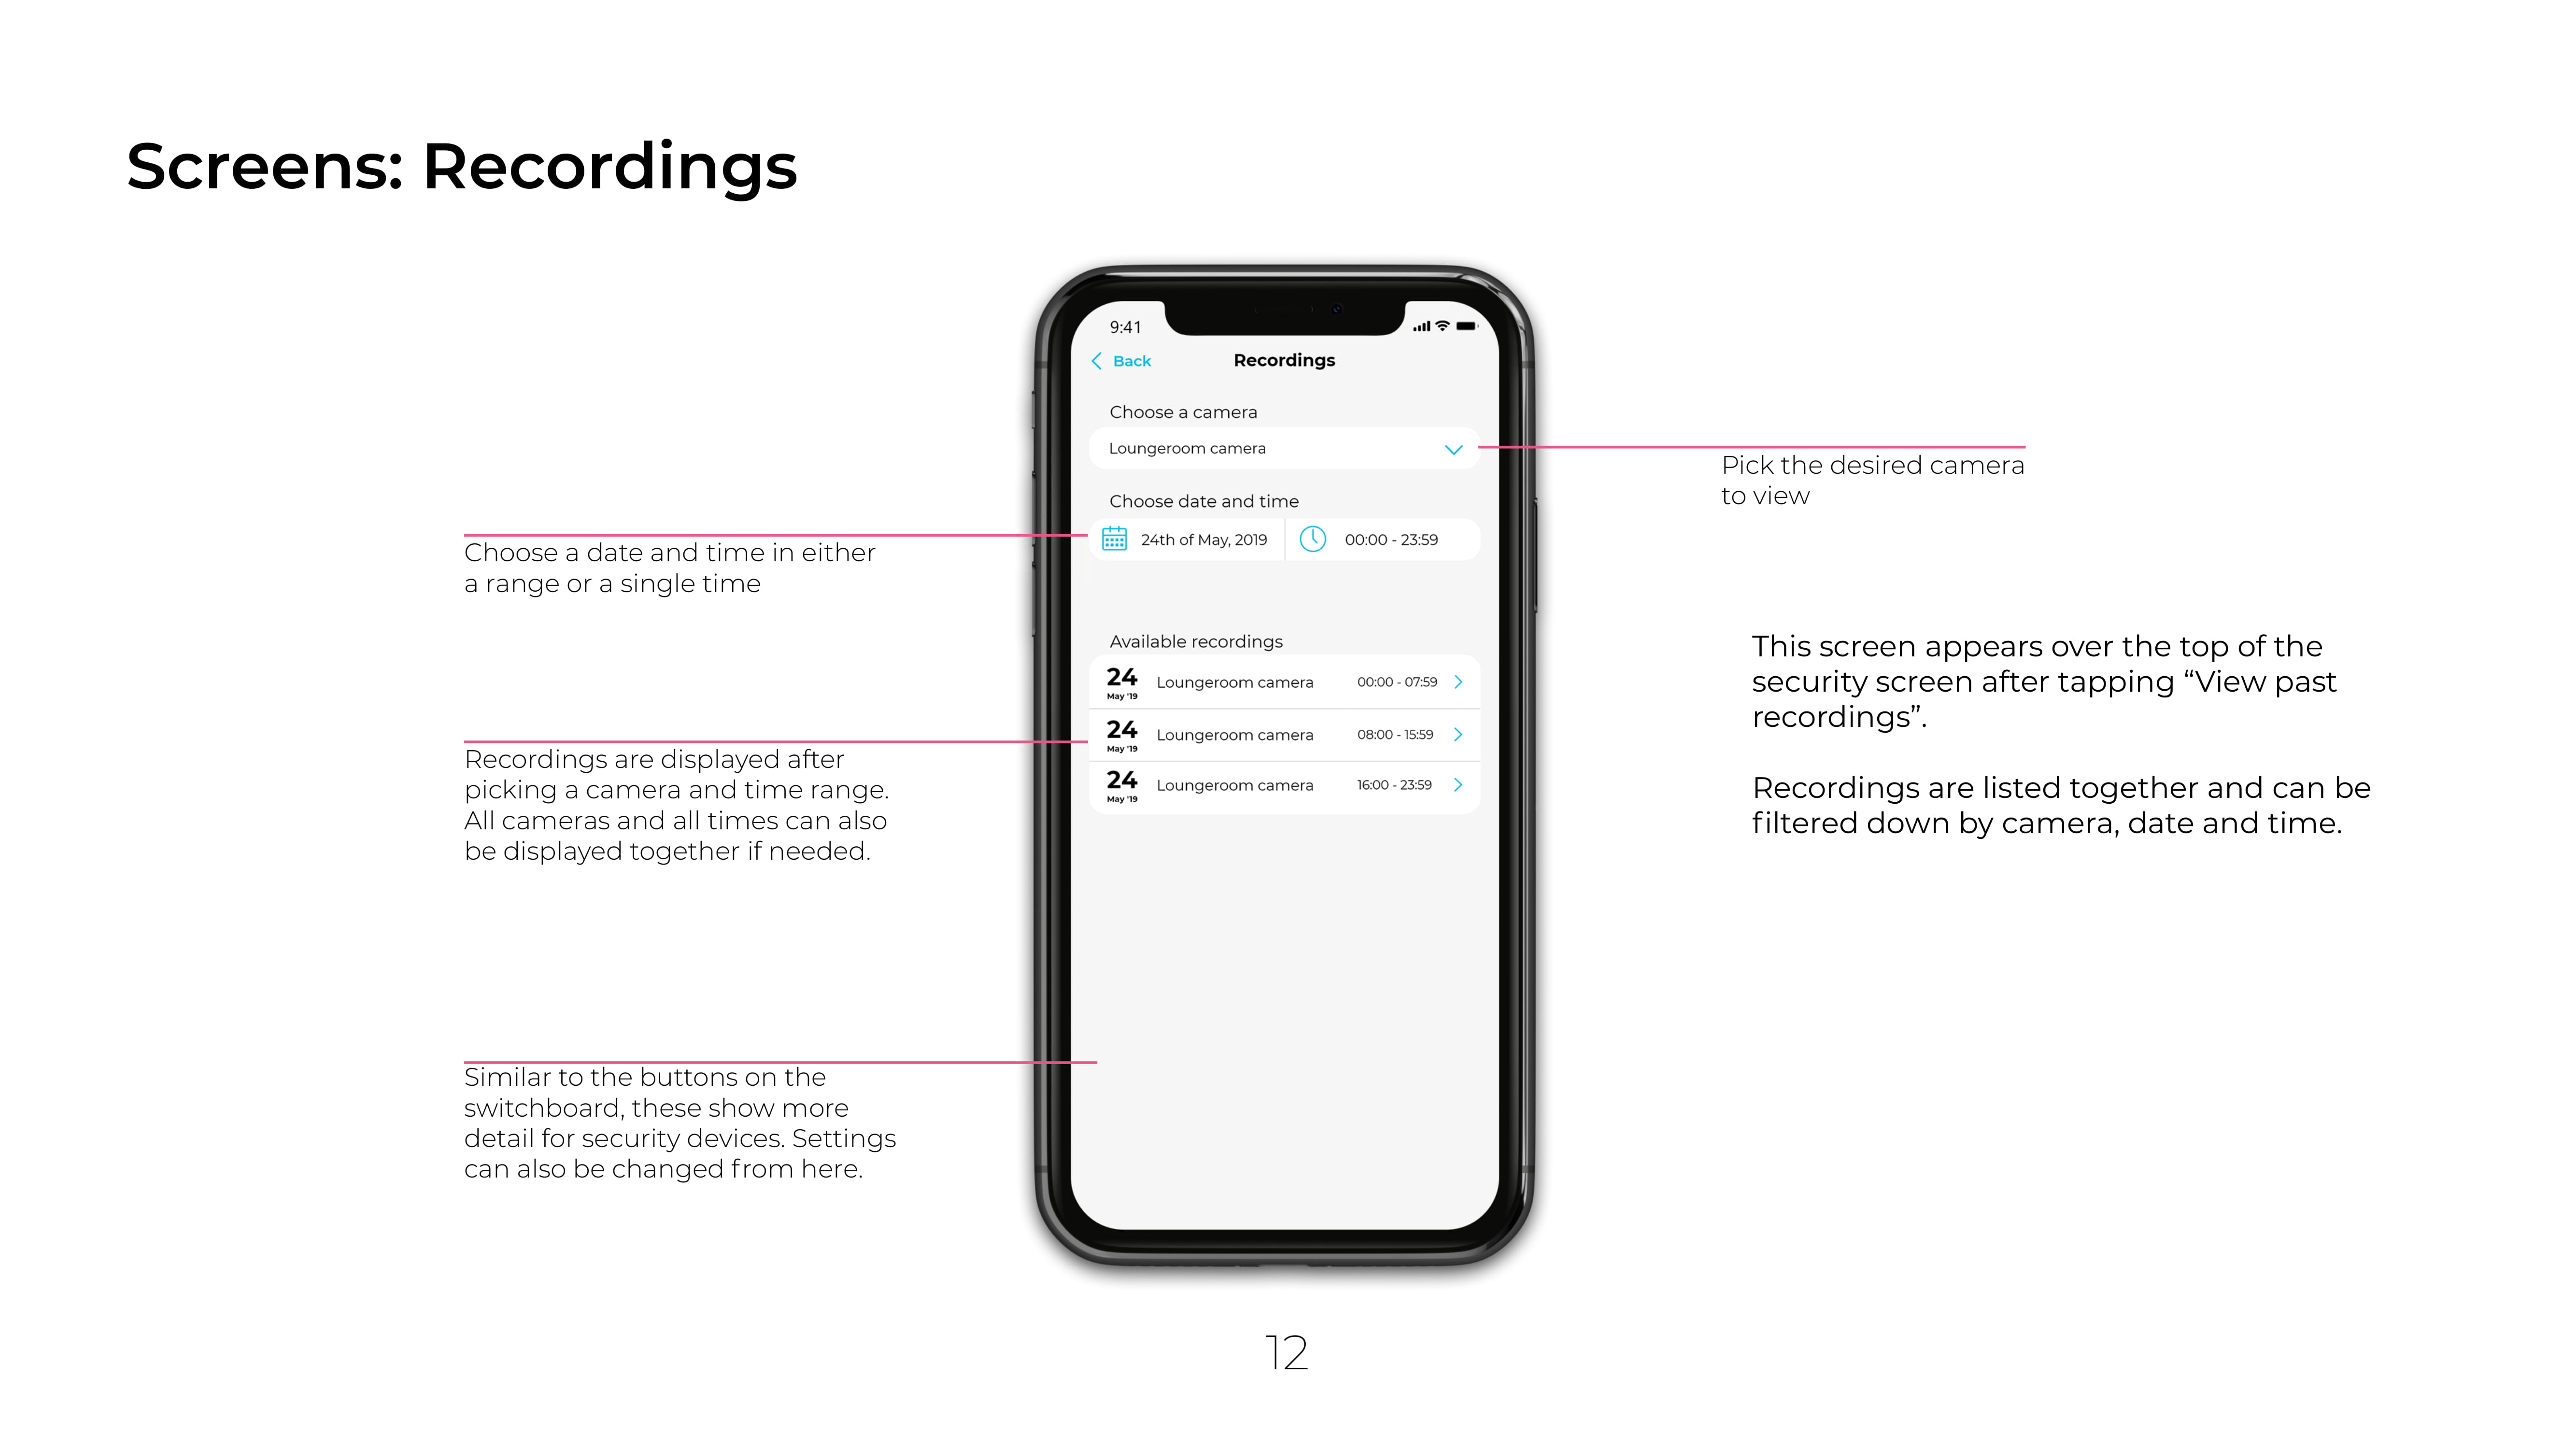 Screens: Recordings
9:41
Back
Recordings
Choose a camera
Loungeroom camera
Pick the desired camera
to view
Choose date and time
24th of May, 2019
00:00 - 23:59
Choose a date and time in either
a range or a single time
Available recordings
24
May '19
Loungeroom camera
00:00 - 07:59
24
May '19
Loungeroom camera
08:00 - 15:59
24
May '19
Loungeroom camera
16:00 - 23:59
Recordings are displayed after
picking a camera and time range.
All cameras and all times can also
be displayed together if needed.
This screen appears over the top of the
security screen after tapping “View past
recordings”.
Recordings are listed together and can be
filtered down by camera, date and time.
Similar to the buttons on the
switchboard, these show more
detail for security devices. Settings
can also be changed from here.
12